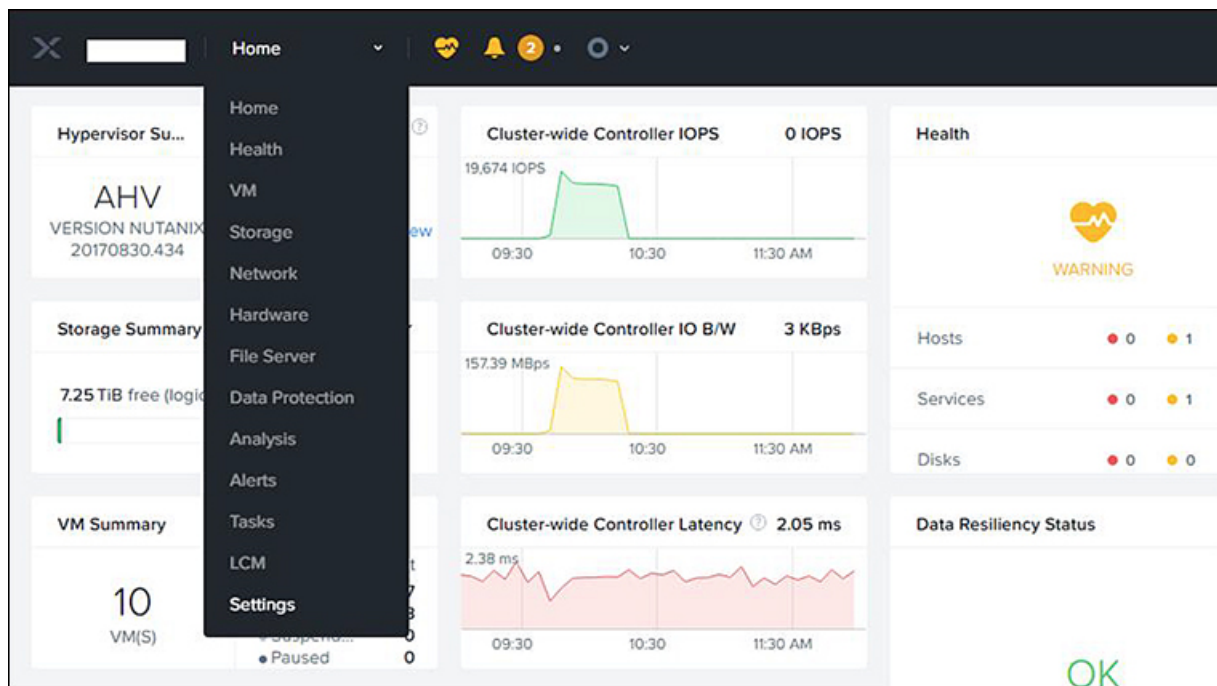 Home
2
Home
Health
VM
Storage
Network
Hardware
File Server
Data Protection
Analysis
Alerts
Tasks
LCM
Settings
Hypervisor Su...
AHV
VERSION NUTANIX
20170830.434
Storage Summary
7.25 TiB free (logic
VM Summary
10
VM(S)
Paused 0
Cluster-wide Controller IOPS 0 IOPS
19,674 IOPS
09:30 10:30 11:30 AM
Cluster-wide Controller IO B/W 3 KBps
157.39 MBps
09:30 10:30 11:30 AM
Cluster-wide Controller Latency ? 2.05 ms
2.38 ms
09:30 10:30 11:30 AM
Health
WARNING
Hosts 0 1
Services 0 1
Disks 0 0
Data Resiliency Status
OK